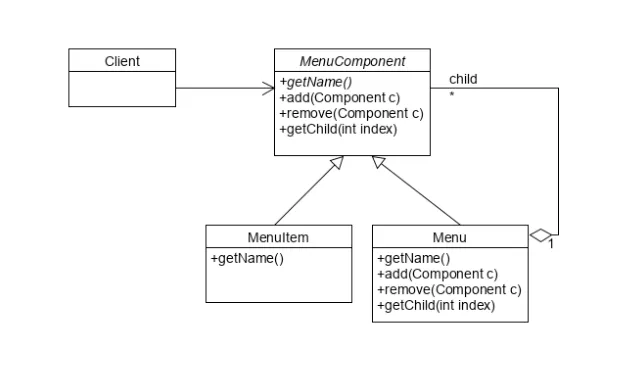 Client
MenuComponent
+getName()
+add(Component c)
+remove(Component c)
+getChild(int index)
child
*
MenuItem
+getName()
Menu
+getName()
+add(Component c)
+remove(Component c)
+getChild(int index)
1